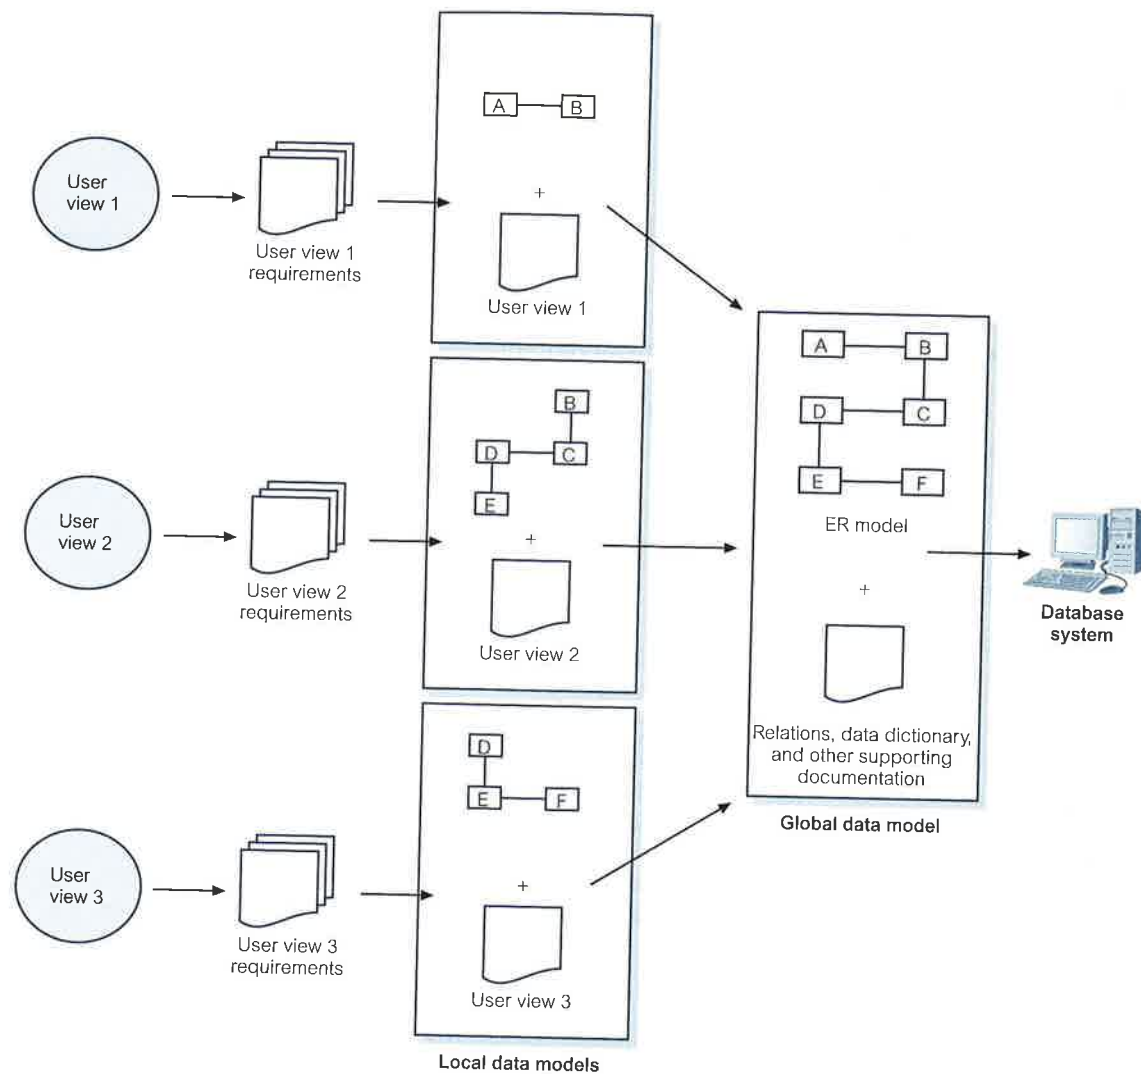 User
view 1
User view 1
requirements
A
B
+
User view 1
User
view 2
User view 2
requirements
B
D
C
E
+
User view 2
User
view 3
User view 3
requirements
D
E
F
+
User view 3
Local data models
A
B
D
C
E
F
ER model
+
Relations, data dictionary,
and other supporting
documentation
Global data model
Database
system